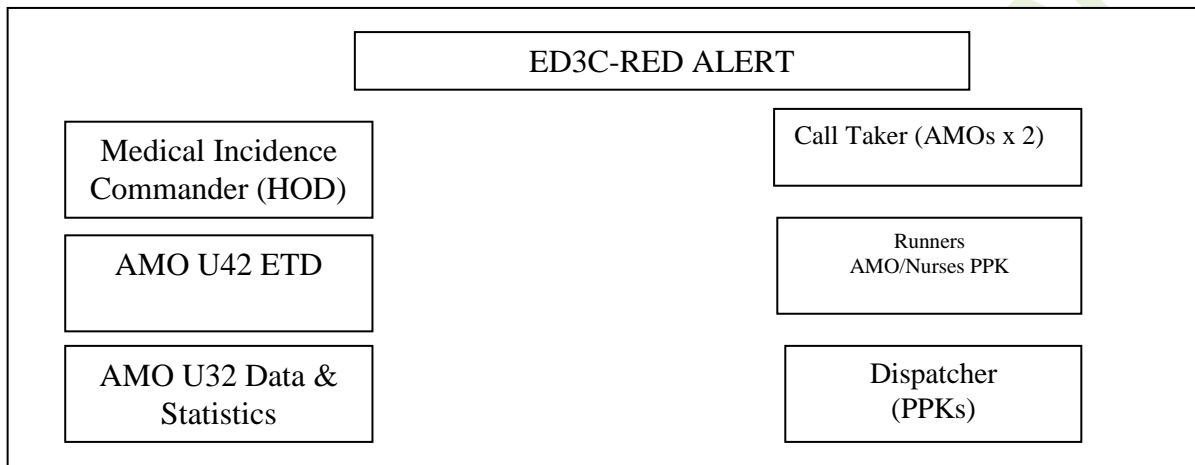 ED3C-RED ALERT
Medical Incidence
Commander (HOD)
AMO U42 ETD
AMO U32 Data &
Statistics
Call Taker (AMOs x 2)
Runners
AMO/Nurses PPK
Dispatcher
(PPKs)